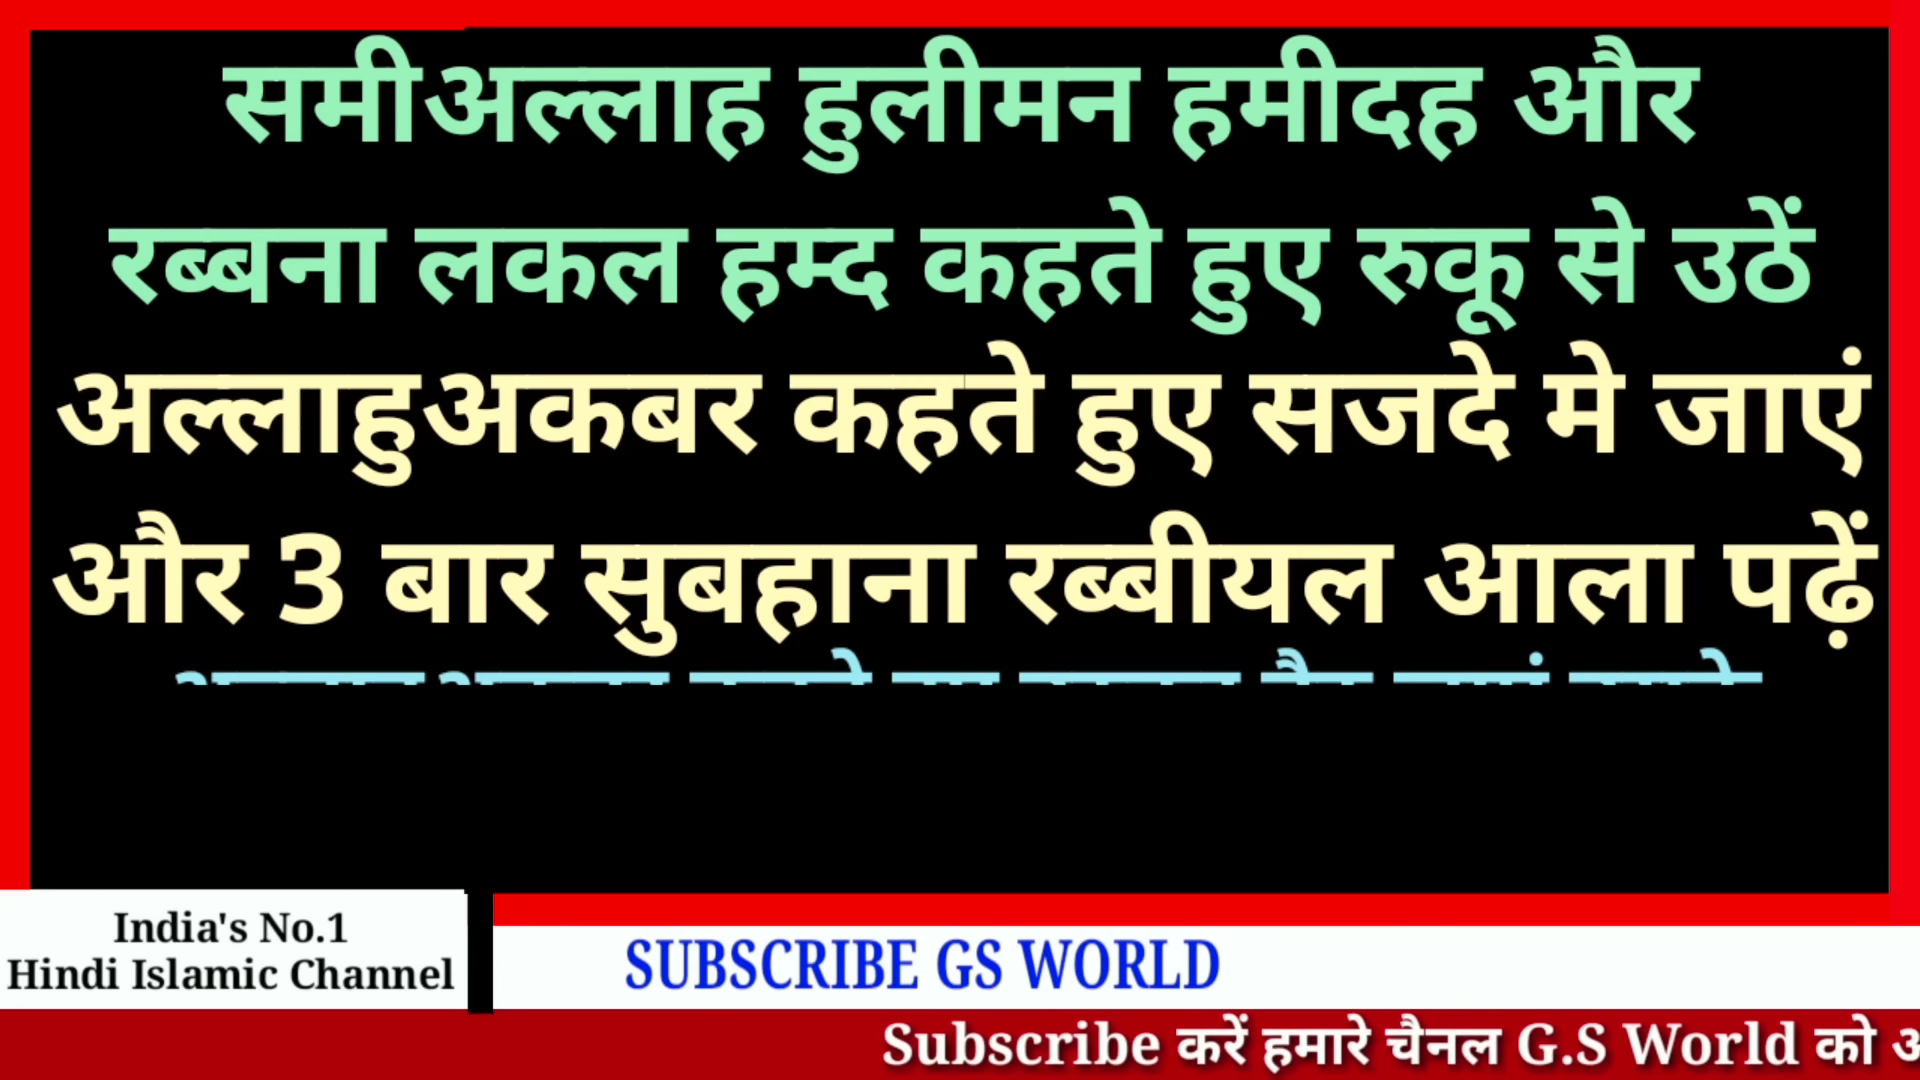 समीअल्लाह हुलीमन हमीदह और
रब्बना लकल हम्द कहते हुए रुकू से उठें
अल्लाहुअकबर कहते हुए सजदे मे जाएं
और 3 बार सुबहाना रब्बीयल आला पढ़ें
India's No.1
Hindi Islamic Channel
SUBSCRIBE GS WORLD
Subscribe करें हमारे चैनल G.S World को